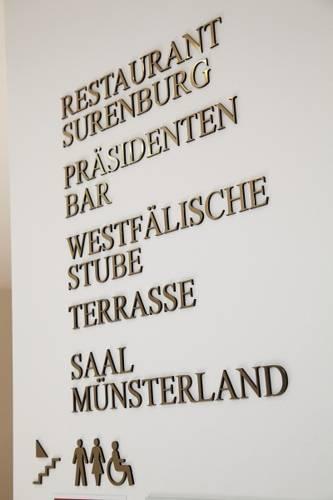 RESTAURANT
SURENBURG
PRÄSIDENTEN
BAR
WESTFÄLISCHE
STUBE
TERRASSE
SAAL
MÜNSTERLAND